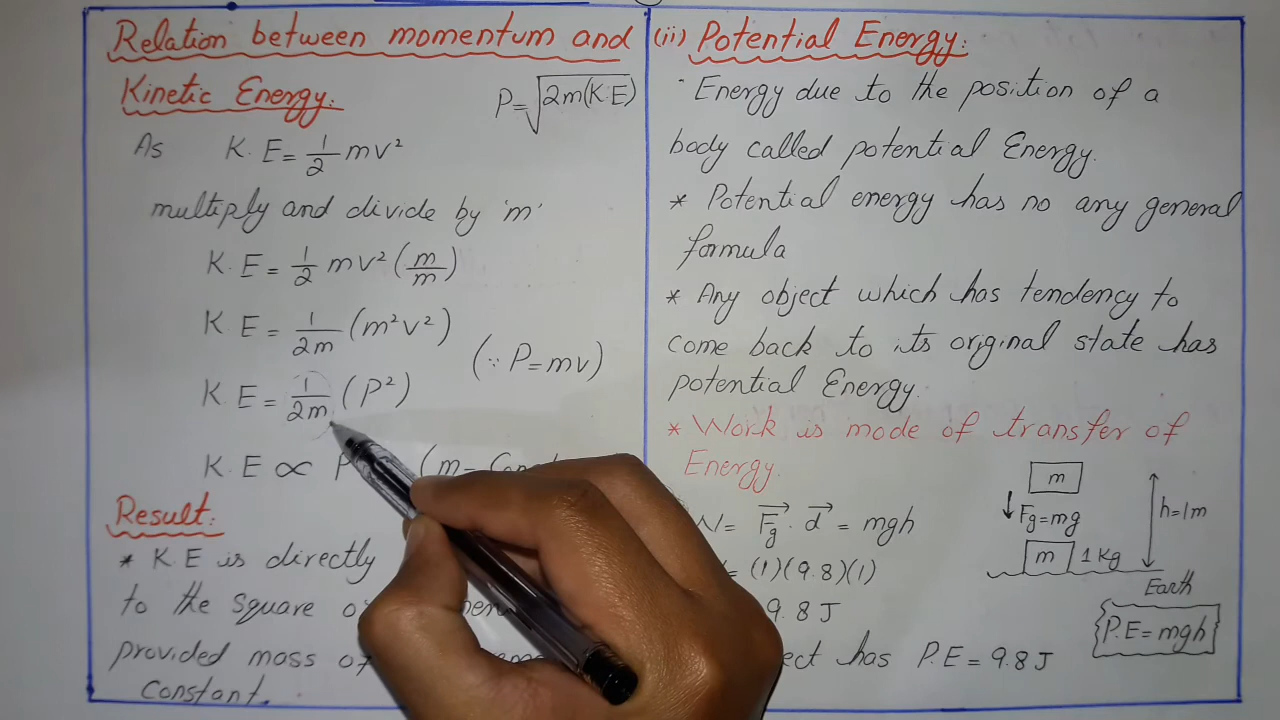 Relation between momentum and
Kinetic Energy.
P=√2m(K.E)
As K.E = 1/2 mv²
multiply and divide by 'm'
K.E = 1/2 mv² (m/m)
K.E = 1/2m (m²v²)
(∵ P=mv)
K.E = 1/2m (P²)
K.E ∝ P (m =
Result:
* K.E is directly
to the square
provided mass of
constant.
(ii) Potential Energy:
Energy due to the position of a
body called potential Energy.
* Potential energy has no any general
formula
* Any object which has tendency to
come back to its original state has
potential Energy.
* Work is mode of transfer of
Energy.
W = Fg · d = mgh
= (1)(9.8)(1)
9.8 J
has P.E = 9.8 J
m
Fg=mg
m 1 Kg
h=1m
Earth
P.E=mgh